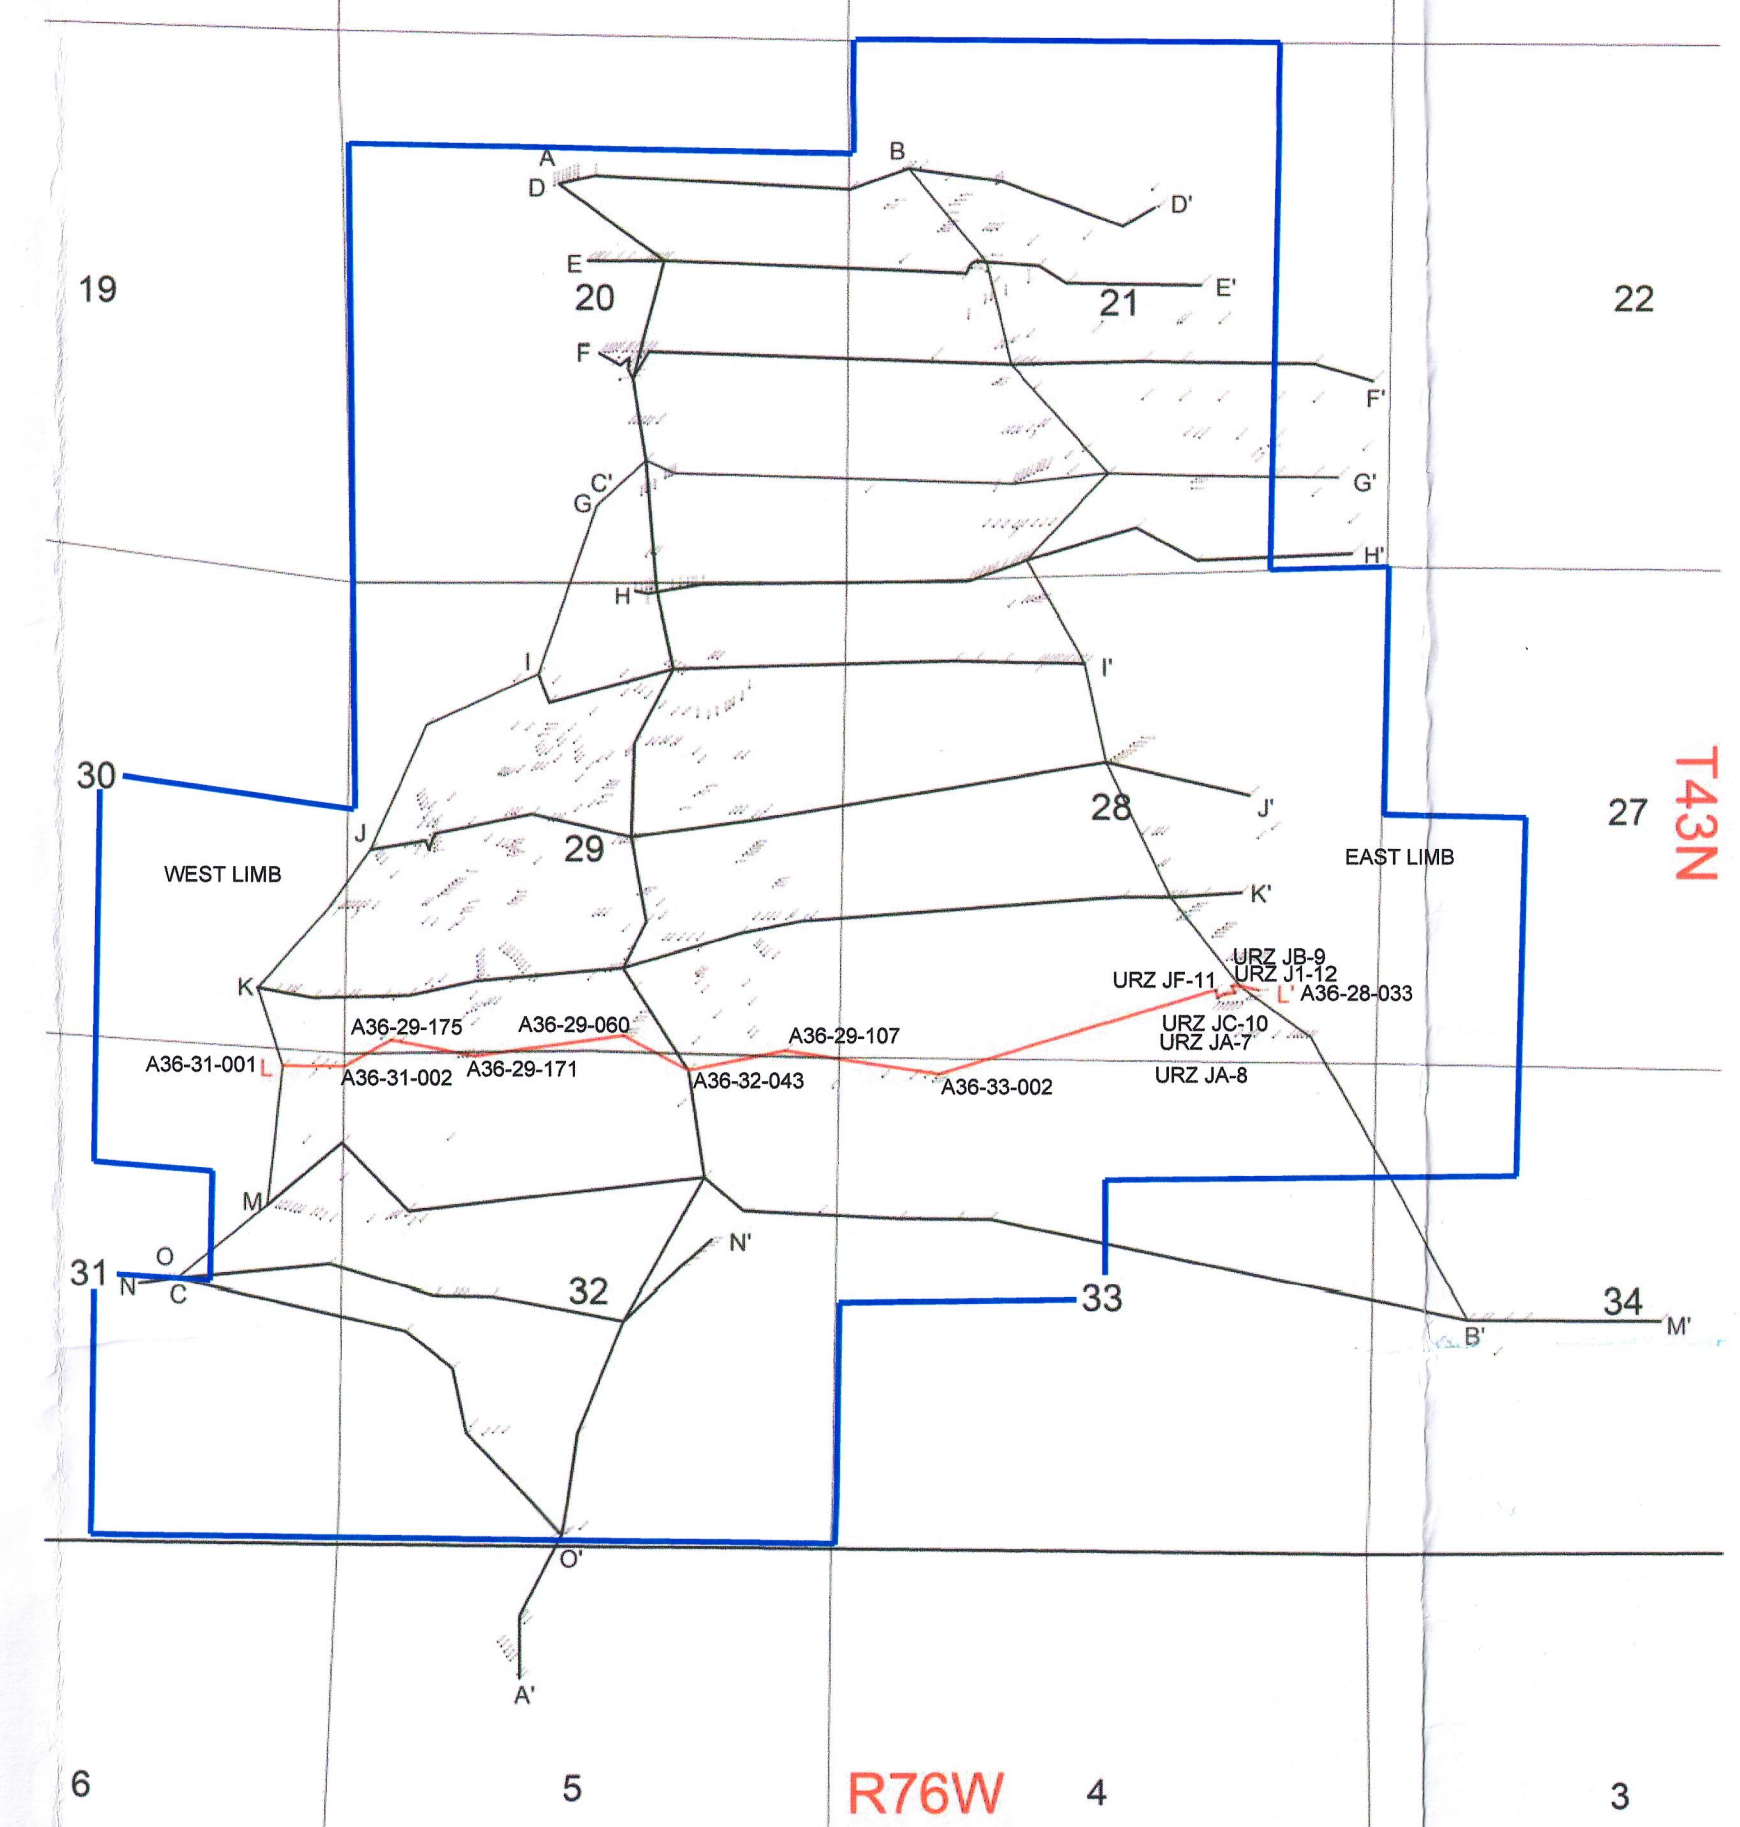 A
B
D
D'
E
E'
19
20
21
22
F
F'
C'
G
G'
H
H'
I
I'
30
J
J'
28
27
29
T43N
WEST LIMB
EAST LIMB
K
K'
URZ JB-9
URZ J1-12
URZ JF-11
L'
A36-28-033
A36-29-175
A36-29-060
A36-29-107
URZ JC-10
URZ JA-7
A36-31-001
L
A36-31-002
A36-29-171
A36-32-043
A36-33-002
URZ JA-8
M
N'
O
31
N
C
32
33
34
B'
M'
O'
A'
6
5
R76W
4
3